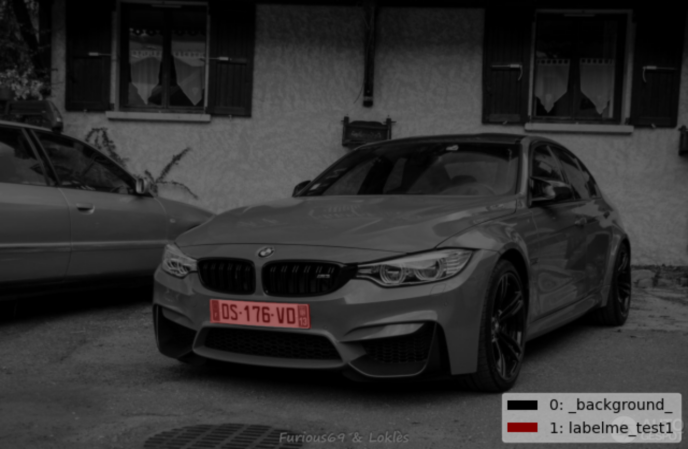 DS-176-VD
Furious69 & Lokles
0: _background_
1: labelme_test1